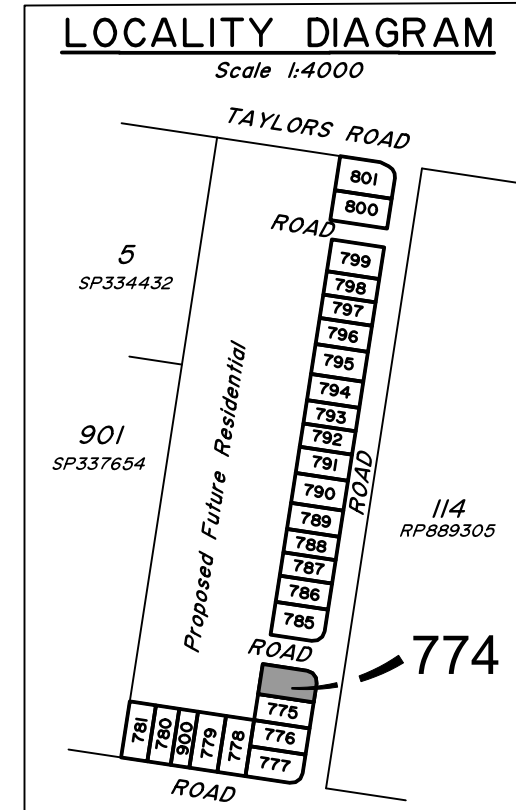 LOCALITY DIAGRAM
Scale 1:4000
TAYLORS ROAD
801
800
ROAD
5
SP334432
799
798
797
796
795
794
793
792
791
790
789
788
787
786
785
Proposed Future Residential
ROAD
901
SP337654
114
RP889305
ROAD
774
775
776
777
781
780
900
779
778
ROAD